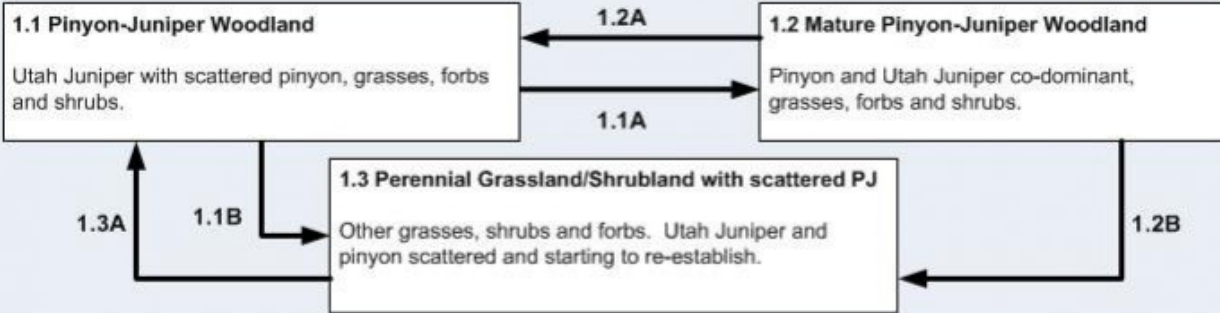 1.1 Pinyon-Juniper Woodland
Utah Juniper with scattered pinyon, grasses, forbs
and shrubs.
1.2A
1.1A
1.2 Mature Pinyon-Juniper Woodland
Pinyon and Utah Juniper co-dominant,
grasses, forbs and shrubs.
1.3A
1.1B
1.3 Perennial Grassland/Shrubland with scattered PJ
Other grasses, shrubs and forbs.  Utah Juniper and
pinyon scattered and starting to re-establish.
1.2B